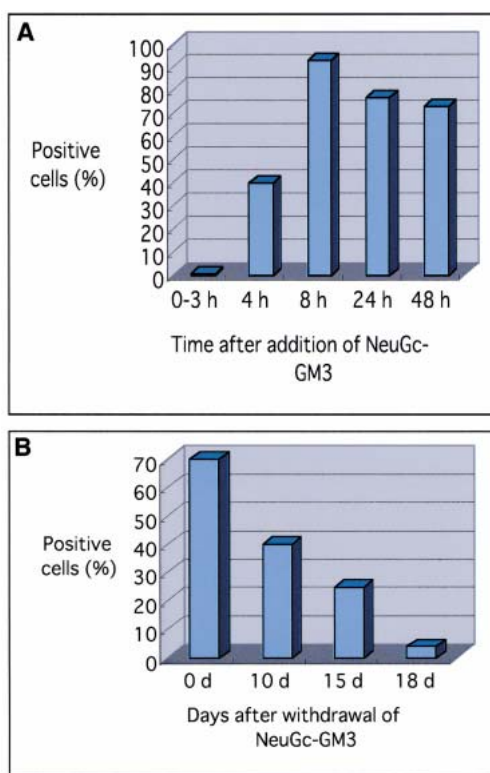 A
100
90
80
70
60
50
40
30
20
10
0
Positive
cells (%)
0-3 h 4 h 8 h 24 h 48 h
Time after addition of NeuGc-
GM3
B
70
60
50
40
30
20
10
0
Positive
cells (%)
0 d 10 d 15 d 18 d
Days after withdrawal of
NeuGc-GM3